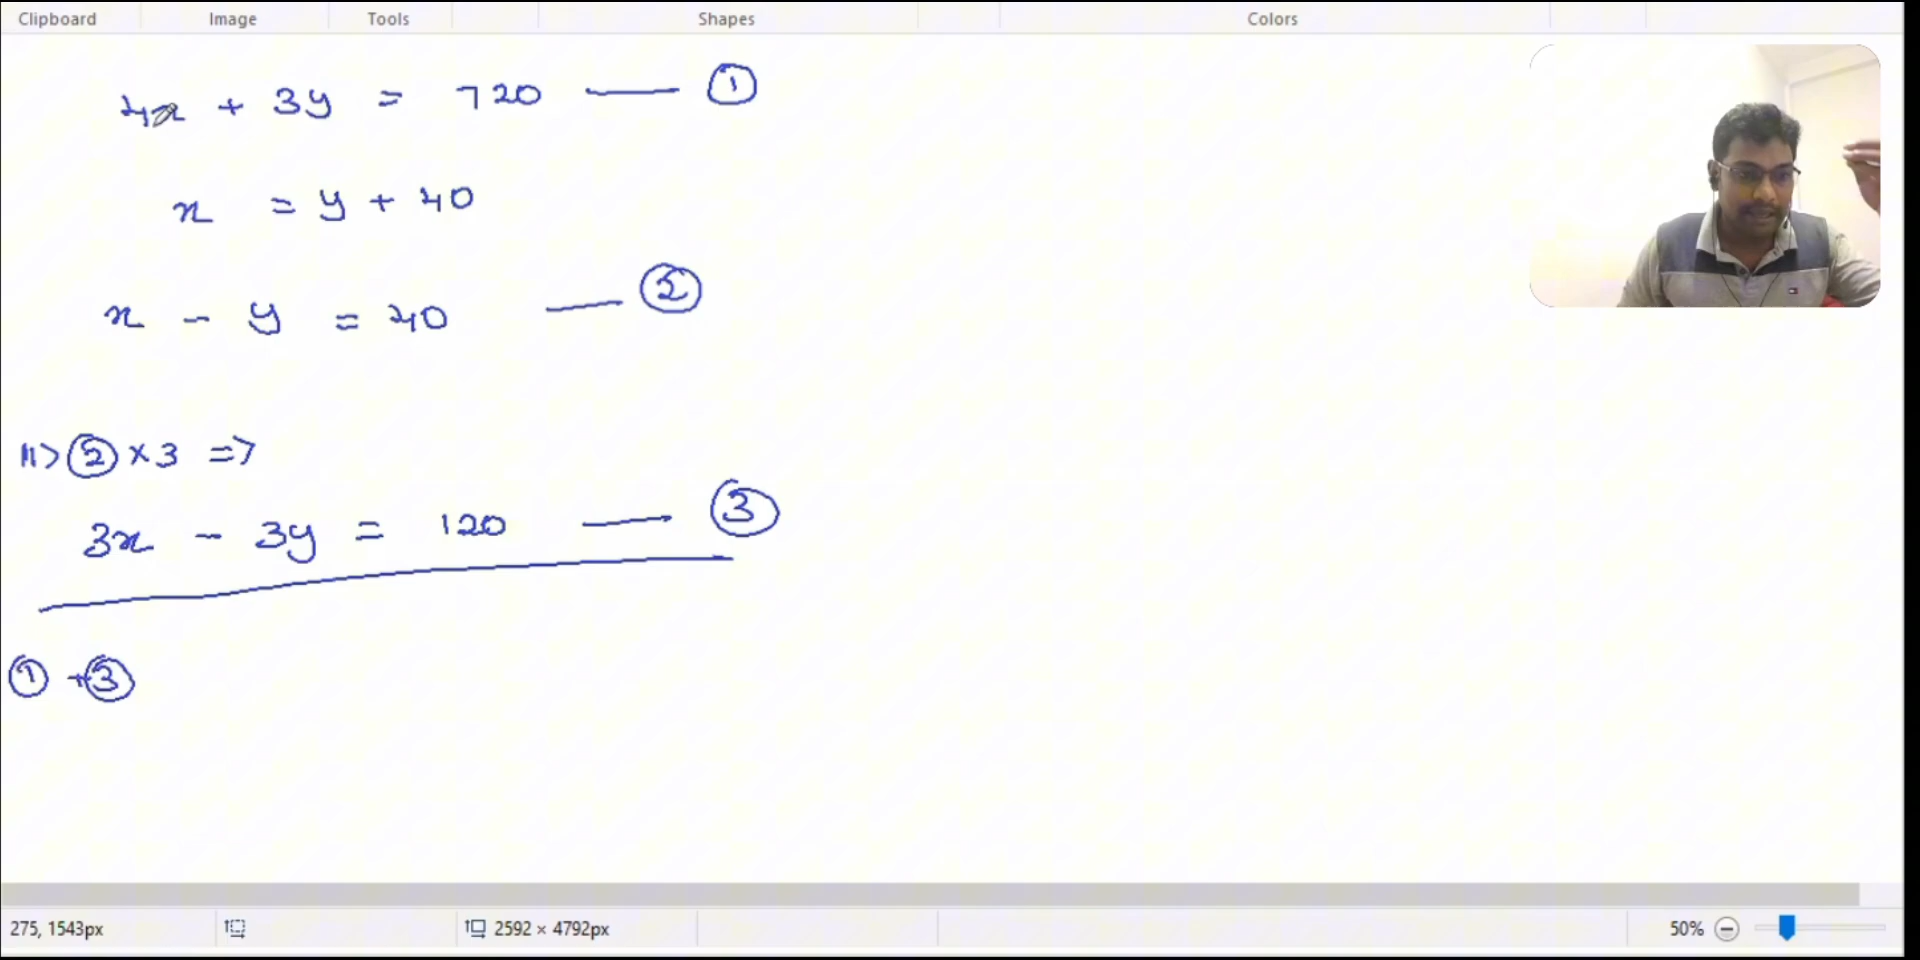 Clipboard Image Tools Shapes Colors
4x + 3y = 720 — ①
x = y + 40
x - y = 40 — ②
② × 3 =>
3x - 3y = 120 — ③
① + ③
275, 1543px 2592 × 4792px 50%